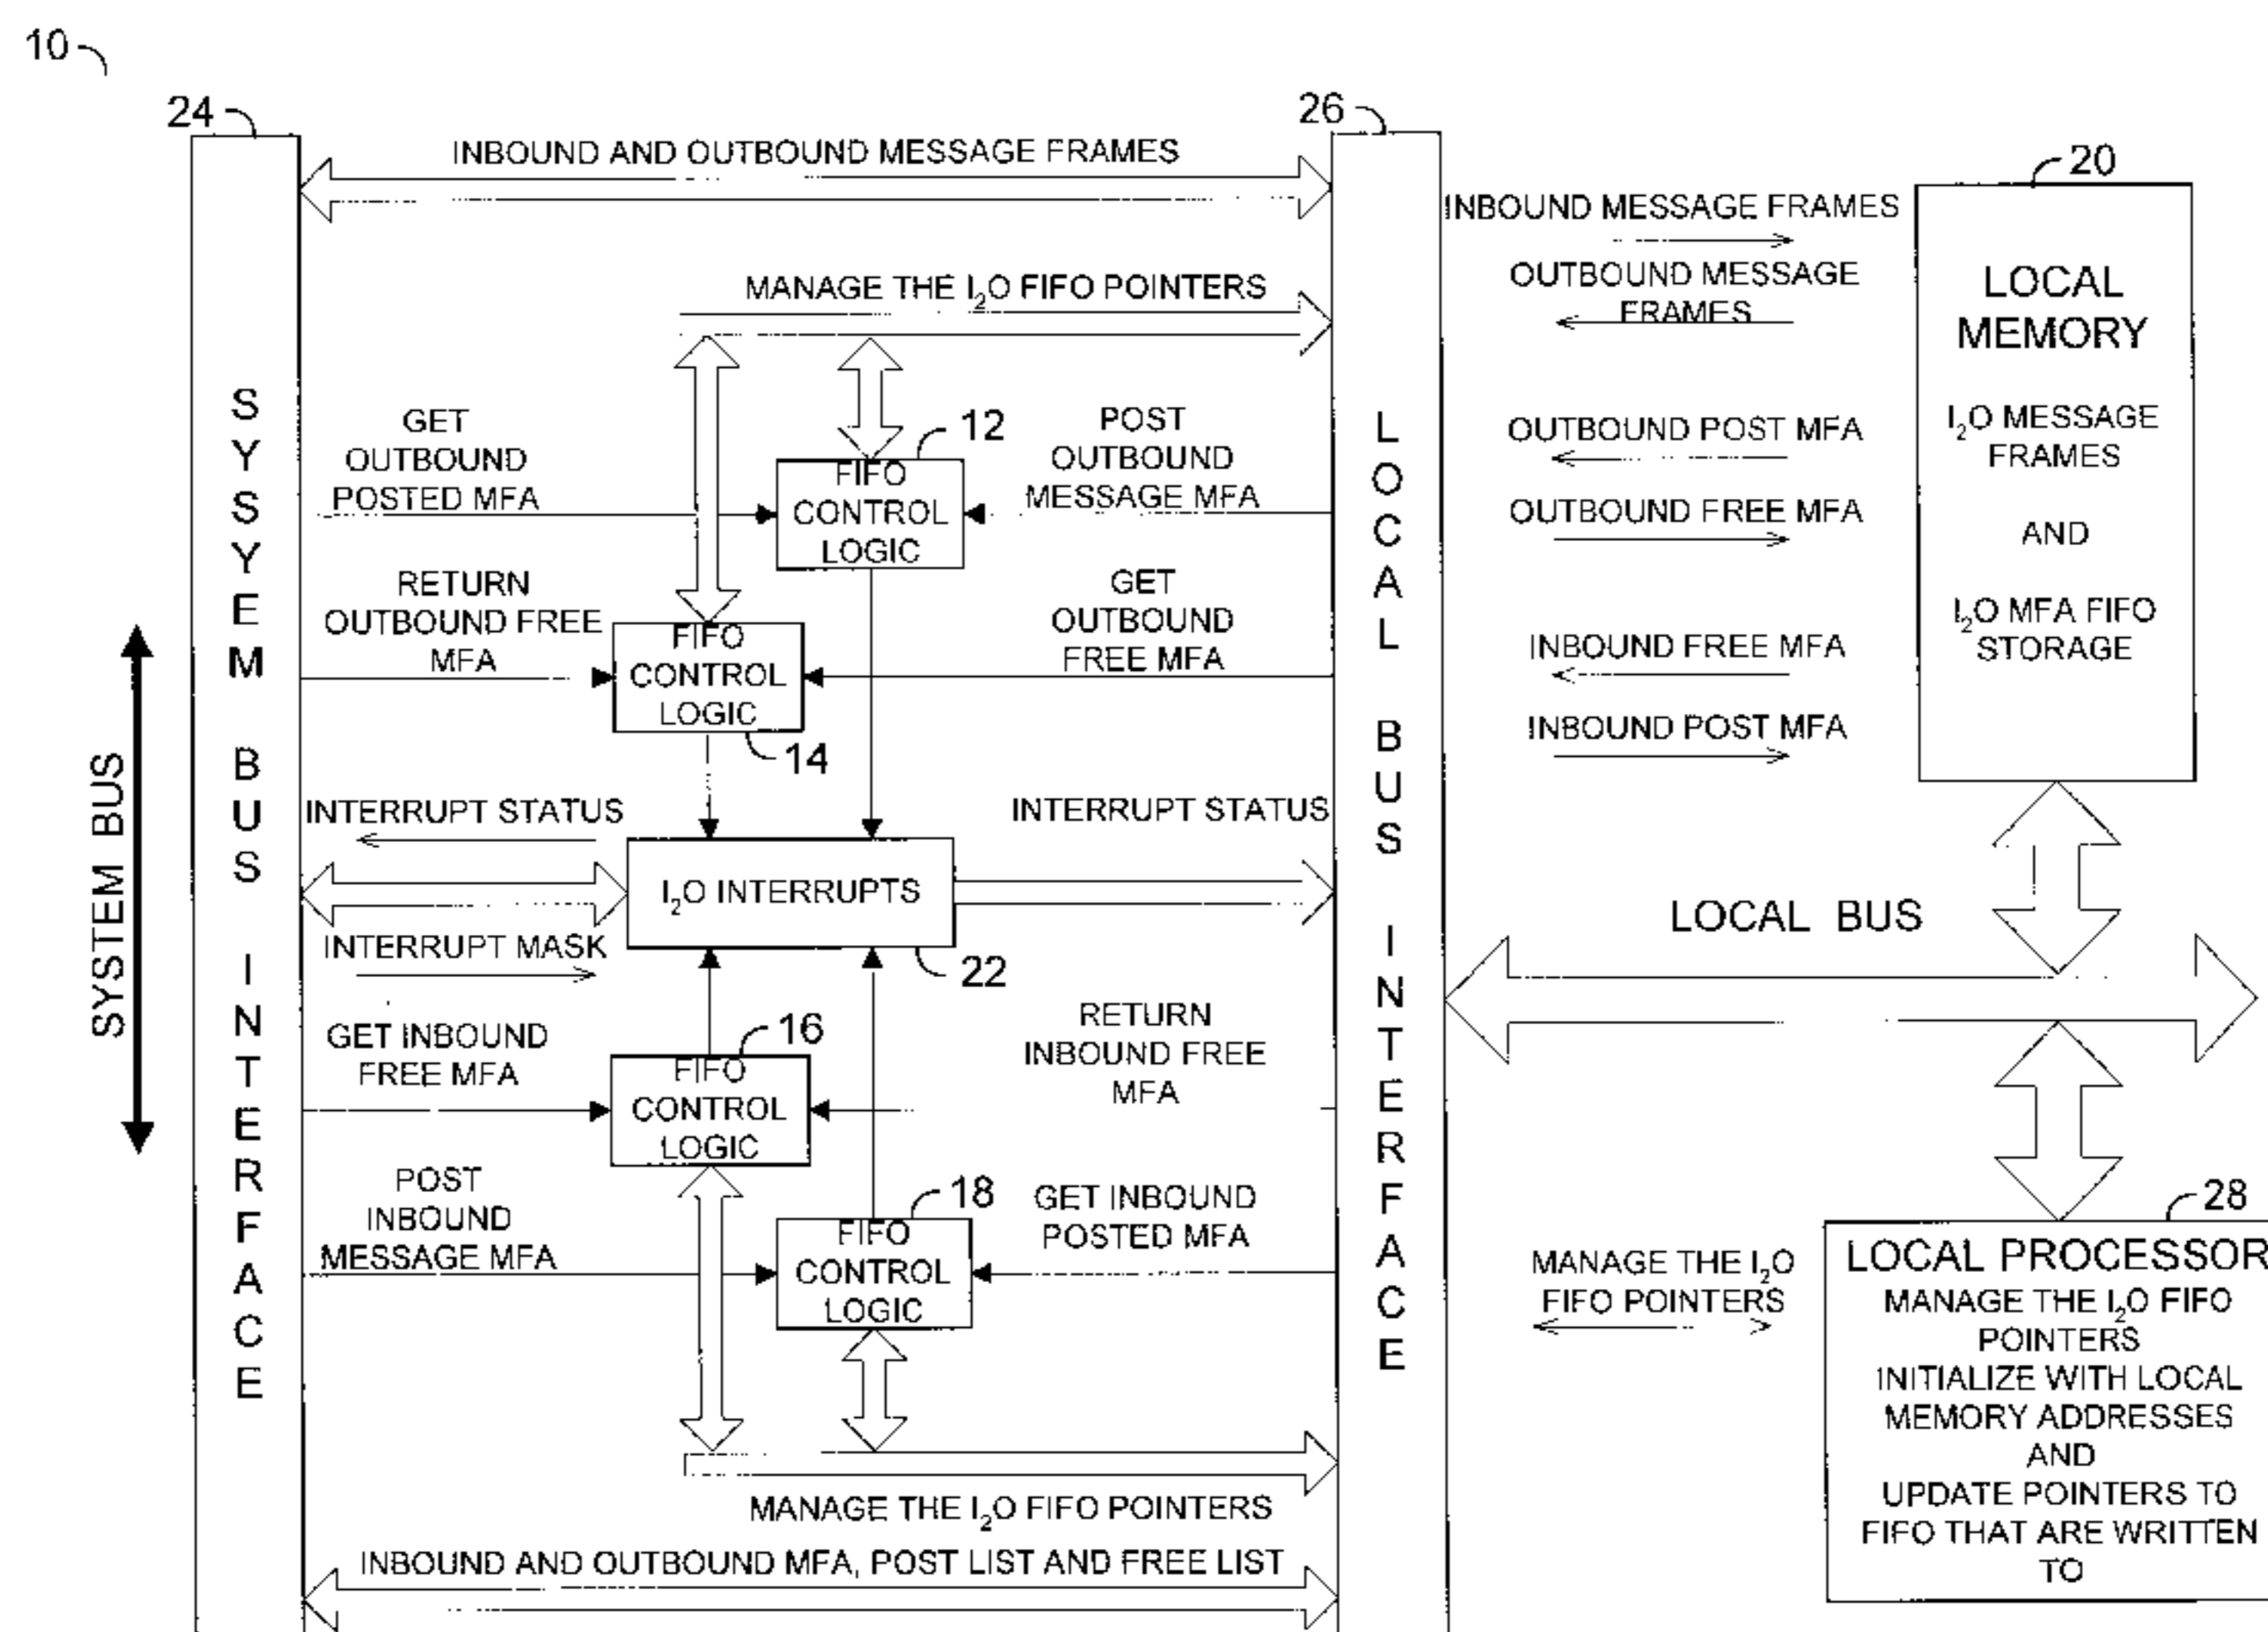 10
24
26
20
INBOUND AND OUTBOUND MESSAGE FRAMES
INBOUND MESSAGE FRAMES
OUTBOUND MESSAGE
FRAMES
MANAGE THE I2O FIFO POINTERS
LOCAL
MEMORY
I2O MESSAGE
FRAMES
AND
I2O MFA FIFO
STORAGE
SYSYEM BUS INTERFACE
LOCAL BUS INTERFACE
SYSTEM BUS
GET
OUTBOUND
POSTED MFA
12
FIFO
CONTROL
LOGIC
POST
OUTBOUND
MESSAGE MFA
OUTBOUND POST MFA
OUTBOUND FREE MFA
RETURN
OUTBOUND FREE
MFA
FIFO
CONTROL
LOGIC
14
GET
OUTBOUND
FREE MFA
INBOUND FREE MFA
INBOUND POST MFA
INTERRUPT STATUS
INTERRUPT STATUS
I2O INTERRUPTS
22
INTERRUPT MASK
LOCAL BUS
GET INBOUND
FREE MFA
16
FIFO
CONTROL
LOGIC
RETURN
INBOUND FREE
MFA
POST
INBOUND
MESSAGE MFA
18
FIFO
CONTROL
LOGIC
GET INBOUND
POSTED MFA
MANAGE THE I2O
FIFO POINTERS
28
LOCAL PROCESSOR
MANAGE THE I2O FIFO
POINTERS
INITIALIZE WITH LOCAL
MEMORY ADDRESSES
AND
UPDATE POINTERS TO
FIFO THAT ARE WRITTEN
TO
MANAGE THE I2O FIFO POINTERS
INBOUND AND OUTBOUND MFA, POST LIST AND FREE LIST